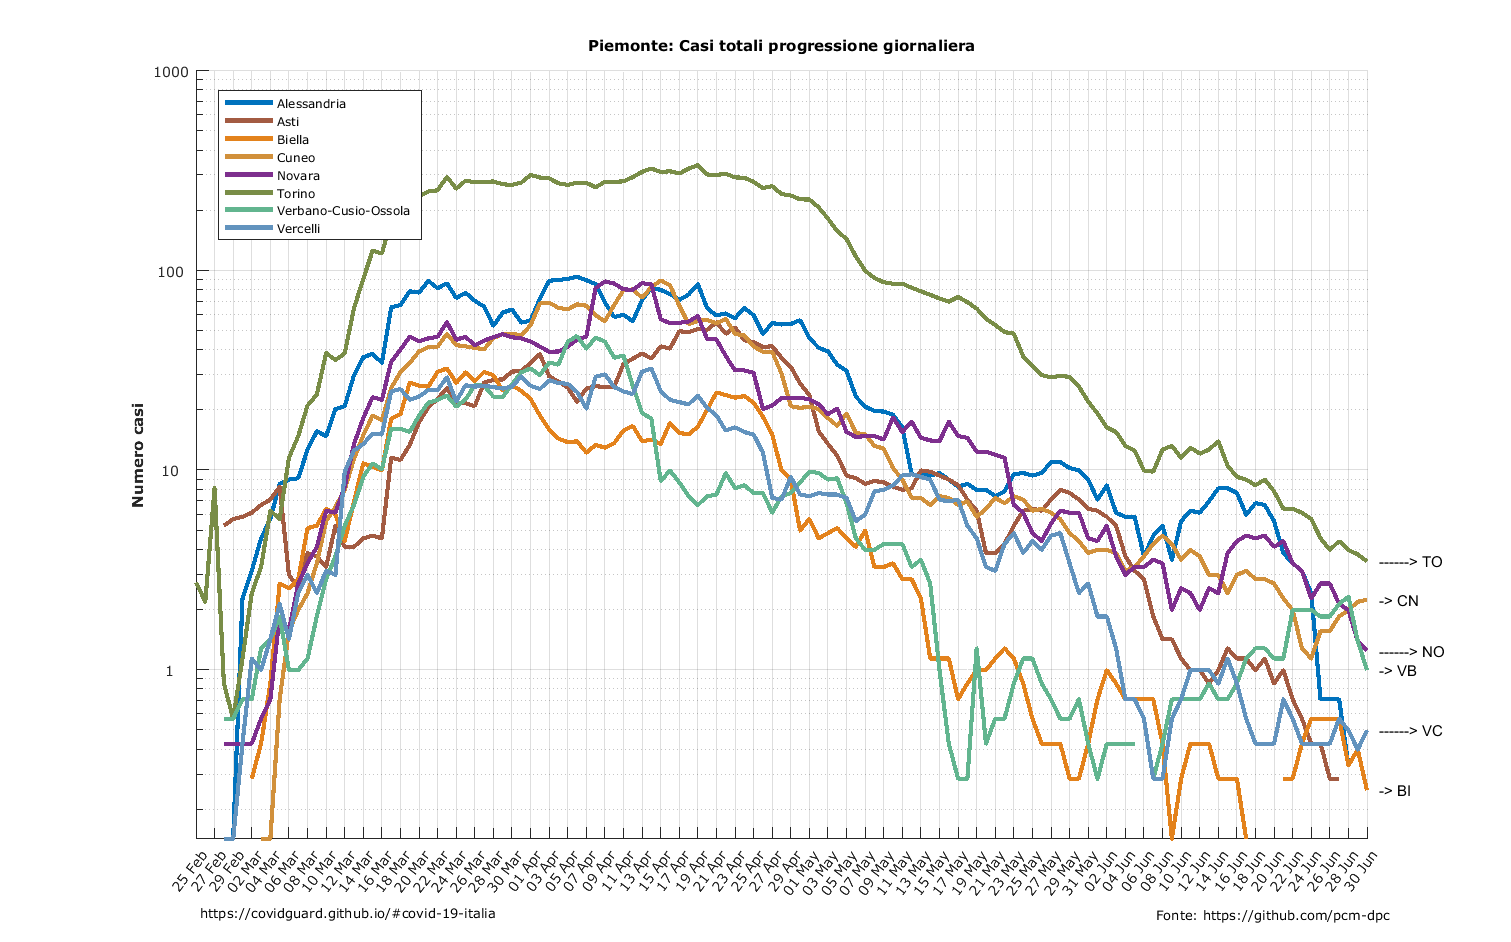 Piemonte: Casi totali progressione giornaliera
1000
100
10
1
Numero casi
Alessandria
Asti
Biella
Cuneo
Novara
Torino
Verbano-Cusio-Ossola
Vercelli
------> TO
-> CN
------> NO
-> VB
------> VC
-> BI
25 Feb
27 Feb
29 Feb
02 Mar
04 Mar
06 Mar
08 Mar
10 Mar
12 Mar
14 Mar
16 Mar
18 Mar
20 Mar
22 Mar
24 Mar
26 Mar
28 Mar
30 Mar
01 Apr
03 Apr
05 Apr
07 Apr
09 Apr
11 Apr
13 Apr
15 Apr
17 Apr
19 Apr
21 Apr
23 Apr
25 Apr
27 Apr
29 Apr
01 May
03 May
05 May
07 May
09 May
11 May
13 May
15 May
17 May
19 May
21 May
23 May
25 May
27 May
29 May
31 May
02 Jun
04 Jun
06 Jun
08 Jun
10 Jun
12 Jun
14 Jun
16 Jun
18 Jun
20 Jun
22 Jun
24 Jun
26 Jun
28 Jun
30 Jun
https://covidguard.github.io/#covid-19-italia
Fonte: https://github.com/pcm-dpc